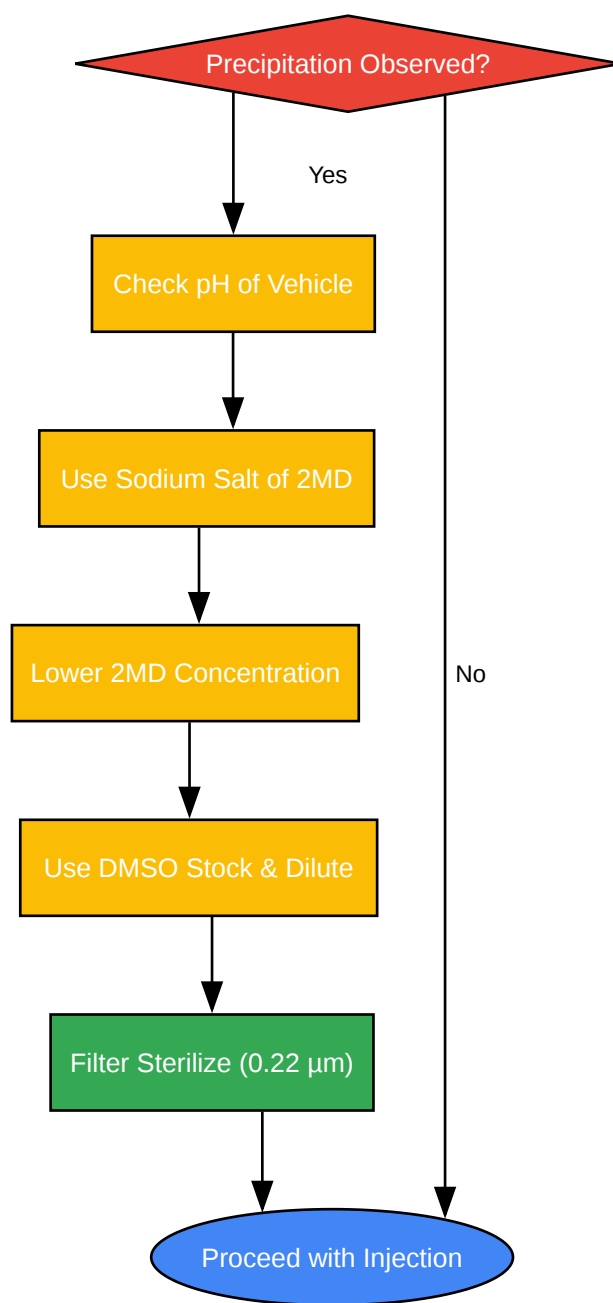 Precipitation Observed?
Yes
Check pH of Vehicle
Use Sodium Salt of 2MD
Lower 2MD Concentration
No
Use DMSO Stock & Dilute
Filter Sterilize (0.22 µm)
Proceed with Injection